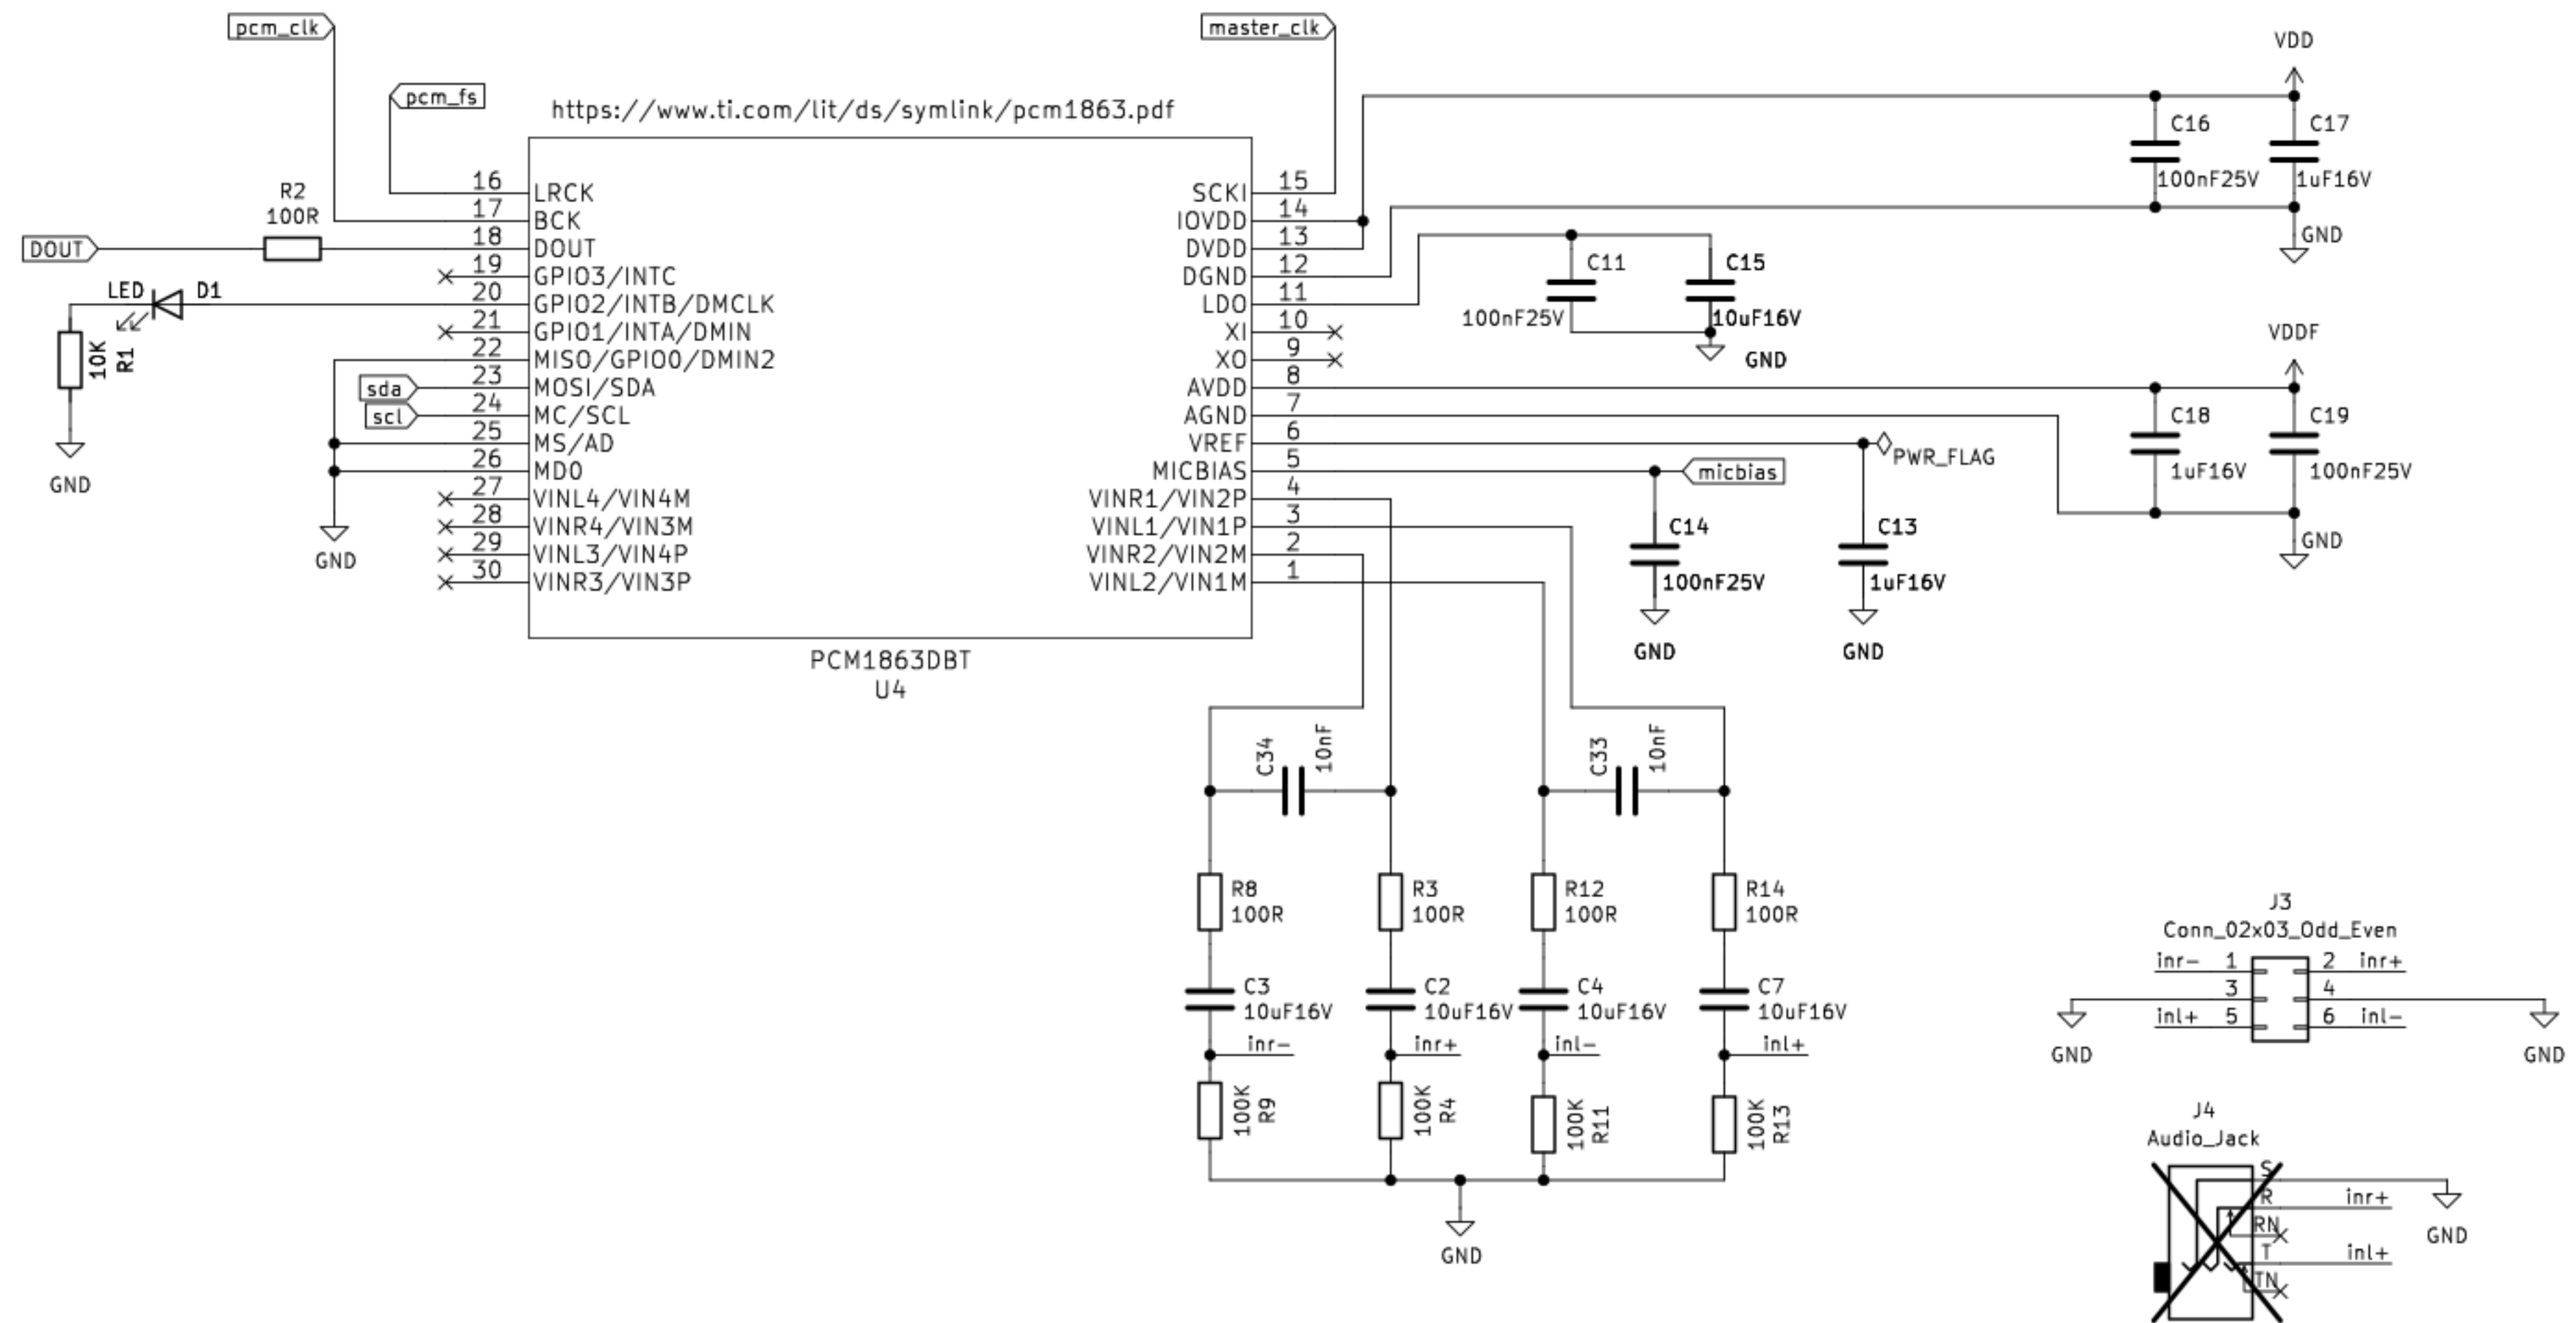 pcm_clk
master_clk
pcm_fs
https://www.ti.com/lit/ds/symlink/pcm1863.pdf
VDD
C16
100nF25V
C17
1uF16V
GND
R2
100R
DOUT
LED
D1
10K
R1
GND
sda
scl
GND
16 LRCK
17 BCK
18 DOUT
19 GPIO3/INTC
20 GPIO2/INTB/DMCLK
21 GPIO1/INTA/DMIN
22 MISO/GPIO0/DMIN2
23 MOSI/SDA
24 MC/SCL
25 MS/AD
26 MD0
27 VINL4/VIN4M
28 VINR4/VIN3M
29 VINL3/VIN4P
30 VINR3/VIN3P
SCKI 15
IOVDD 14
DVDD 13
DGND 12
LDO 11
XI 10
XO 9
AVDD 8
AGND 7
VREF 6
MICBIAS 5
VINR1/VIN2P 4
VINL1/VIN1P 3
VINR2/VIN2M 2
VINL2/VIN1M 1
PCM1863DBT
U4
C11
100nF25V
C15
10uF16V
GND
VDDF
C18
1uF16V
C19
100nF25V
GND
PWR_FLAG
micbias
C14
100nF25V
GND
C13
1uF16V
GND
C34
10nF
C33
10nF
R8
100R
R3
100R
R12
100R
R14
100R
C3
10uF16V
C2
10uF16V
C4
10uF16V
C7
10uF16V
inr-
inr+
inl-
inl+
100K
R9
100K
R4
100K
R11
100K
R13
GND
J3
Conn_02x03_Odd_Even
inr- 1 2 inr+
3 4
inl+ 5 6 inl-
GND
GND
J4
Audio_Jack
S
R inr+
RN
T inl+
TN
GND